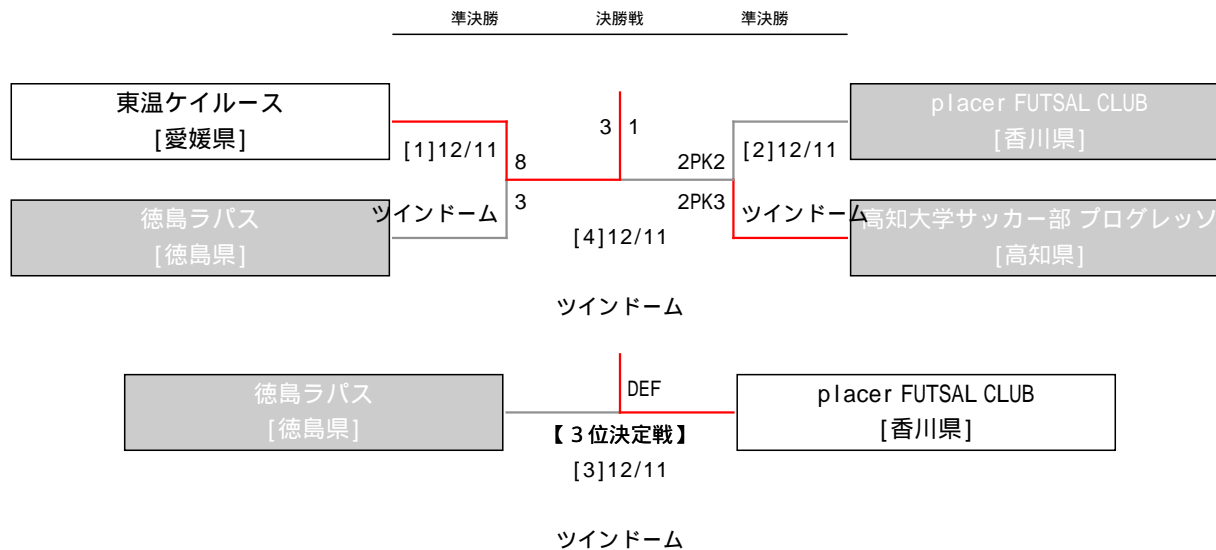 準決勝 決勝戦 準決勝
東温ケイルース
[愛媛県]
placer FUTSAL CLUB
[香川県]
3 1
[1]12/11
8
2PK2
[2]12/11
徳島ラパス
[徳島県]
ツインドーム
3
2PK3
ツインドーム
高知大学サッカー部 プログレッソ
[高知県]
[4]12/11
ツインドーム
徳島ラパス
[徳島県]
DEF
placer FUTSAL CLUB
[香川県]
【３位決定戦】
[3]12/11
ツインドーム